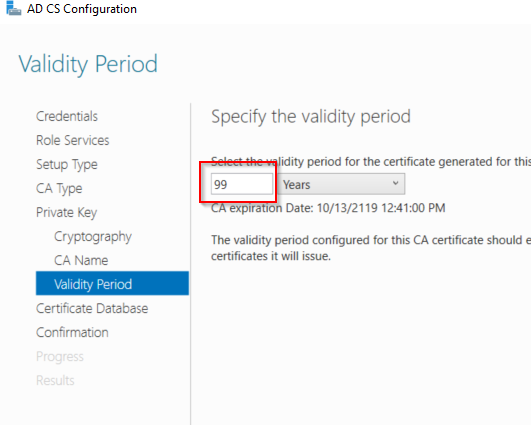 AD CS Configuration
Validity Period
Credentials
Role Services
Setup Type
CA Type
Private Key
Cryptography
CA Name
Validity Period
Certificate Database
Confirmation
Progress
Results
Specify the validity period
Select the validity period for the certificate generated for this
99 Years
CA expiration Date: 10/13/2119 12:41:00 PM
The validity period configured for this CA certificate should e
certificates it will issue.